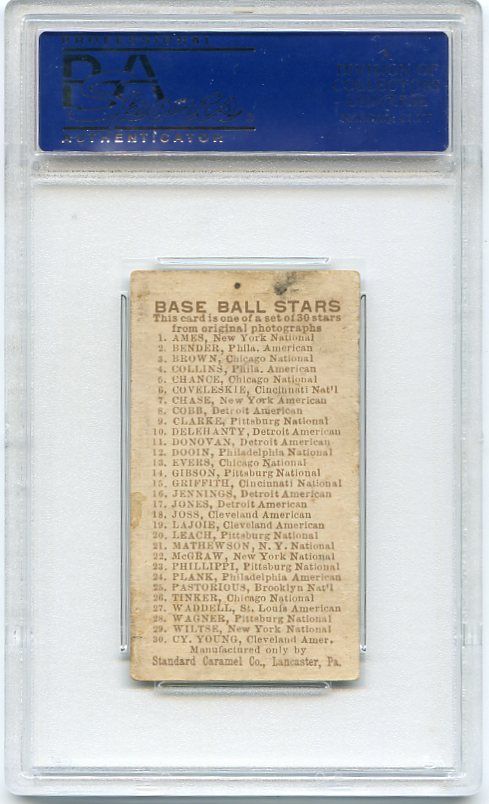 PROFESSIONAL
PSA
AUTHENTICATOR
DIVISION OF
COLLECTORS
UNIVERSE
BASE BALL STARS
This card is one of a set of 30 stars
from original photographs
1. AMES, New York National
2. BENDER, Phila. American
3. BROWN, Chicago National
4. COLLINS, Phila. American
5. CHANCE, Chicago National
6. COVELESKIE, Cincinnati Nat'l
7. CHASE, New York American
8. COBB, Detroit American
9. CLARKE, Pittsburg National
10. DELEHANTY, Detroit American
11. DONOVAN, Detroit American
12. DOOIN, Philadelphia National
13. EVERS, Chicago National
14. GIBSON, Pittsburg National
15. GRIFFITH, Cincinnati National
16. JENNINGS, Detroit American
17. JONES, Detroit American
18. JOSS, Cleveland American
19. LAJOIE, Cleveland American
20. LEACH, Pittsburg National
21. MATHEWSON, N. Y. National
22. McGRAW, New York National
23. PHILLIPPI, Pittsburg National
24. PLANK, Philadelphia American
25. PASTORIOUS, Brooklyn Nat'l
26. TINKER, Chicago National
27. WADDELL, St. Louis American
28. WAGNER, Pittsburg National
29. WILTSE, New York National
30. CY. YOUNG, Cleveland Amer.
Manufactured only by
Standard Caramel Co., Lancaster, Pa.